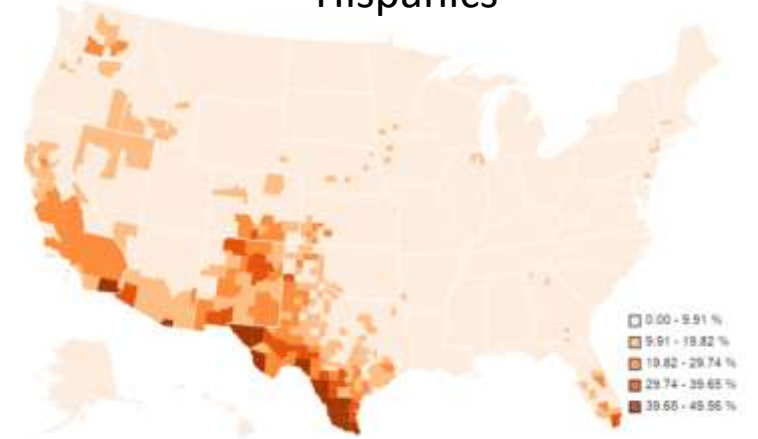 Hispanics
0.00 - 9.91 %
9.91 - 19.82 %
19.82 - 29.74 %
29.74 - 39.65 %
39.65 - 49.56 %